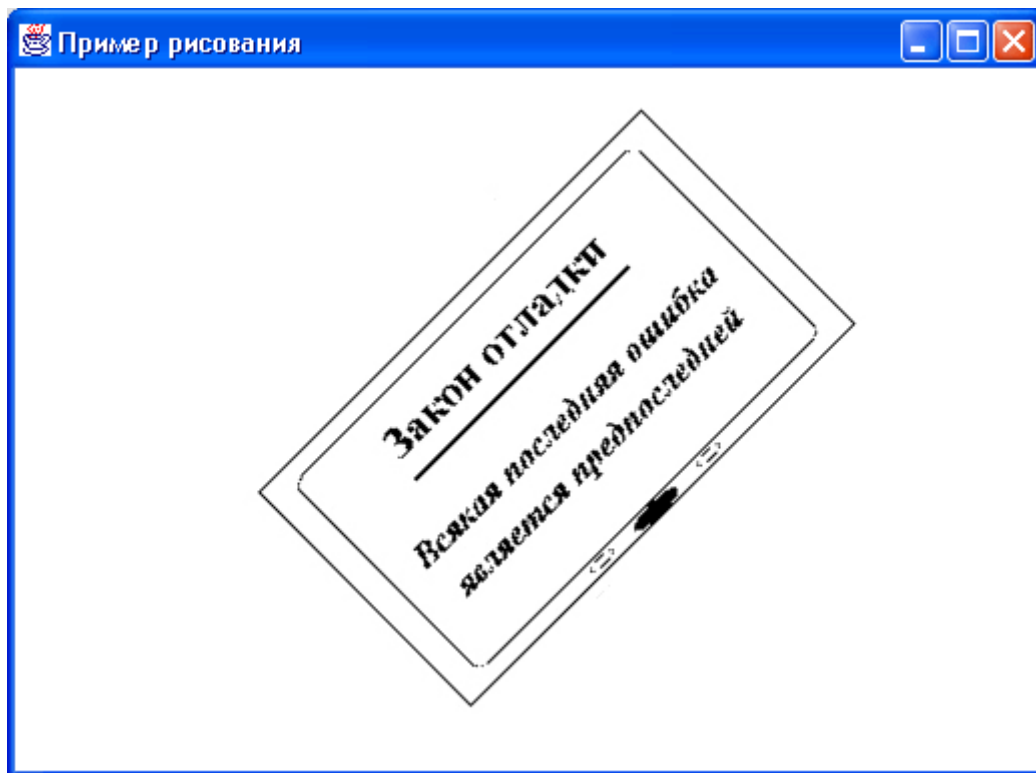 Пример рисования
Закон отладки
Всякая последняя ошибка
является предпоследней